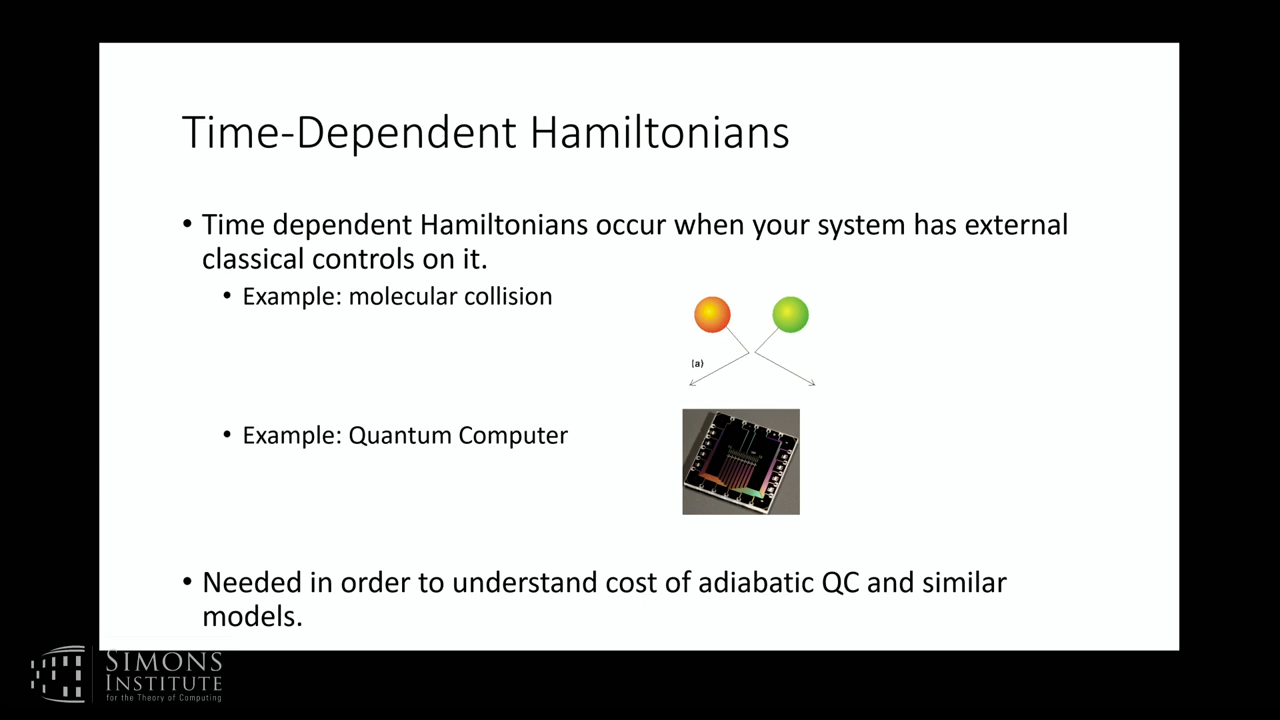 Time-Dependent Hamiltonians
• Time dependent Hamiltonians occur when your system has external
classical controls on it.
• Example: molecular collision
(a)
• Example: Quantum Computer
• Needed in order to understand cost of adiabatic QC and similar
models.
SIMONS
INSTITUTE
for the Theory of Computing